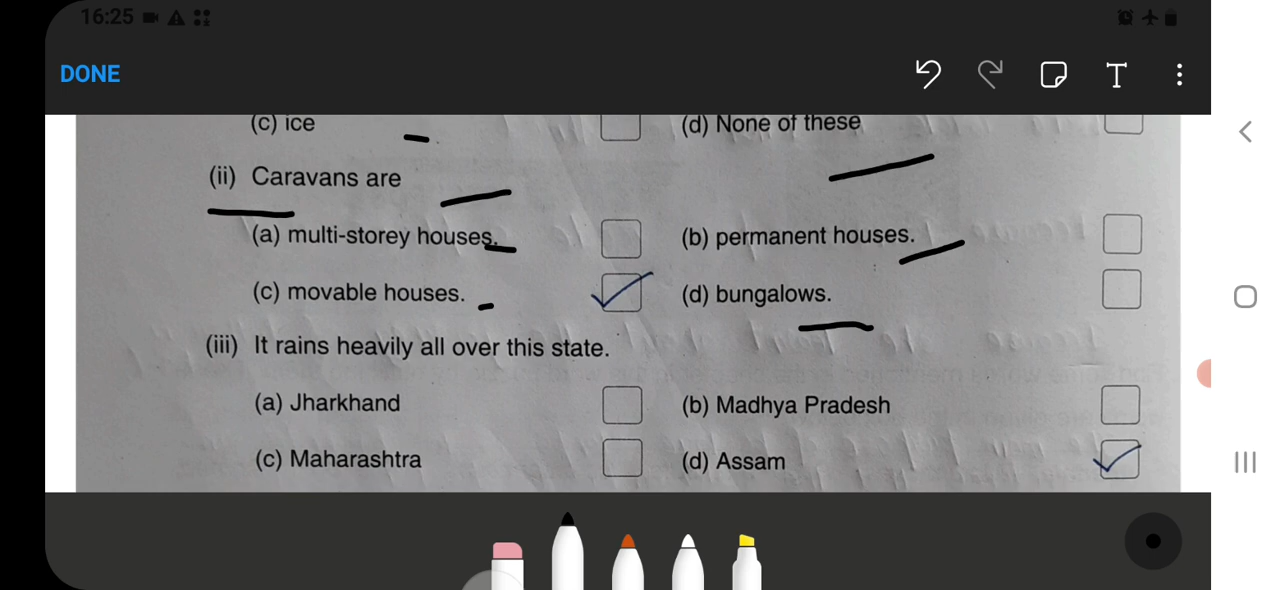 16:25
DONE
T
(c) ice (d) None of these
(ii) Caravans are
(a) multi-storey houses. (b) permanent houses.
(c) movable houses. (d) bungalows.
(iii) It rains heavily all over this state.
(a) Jharkhand (b) Madhya Pradesh
(c) Maharashtra (d) Assam